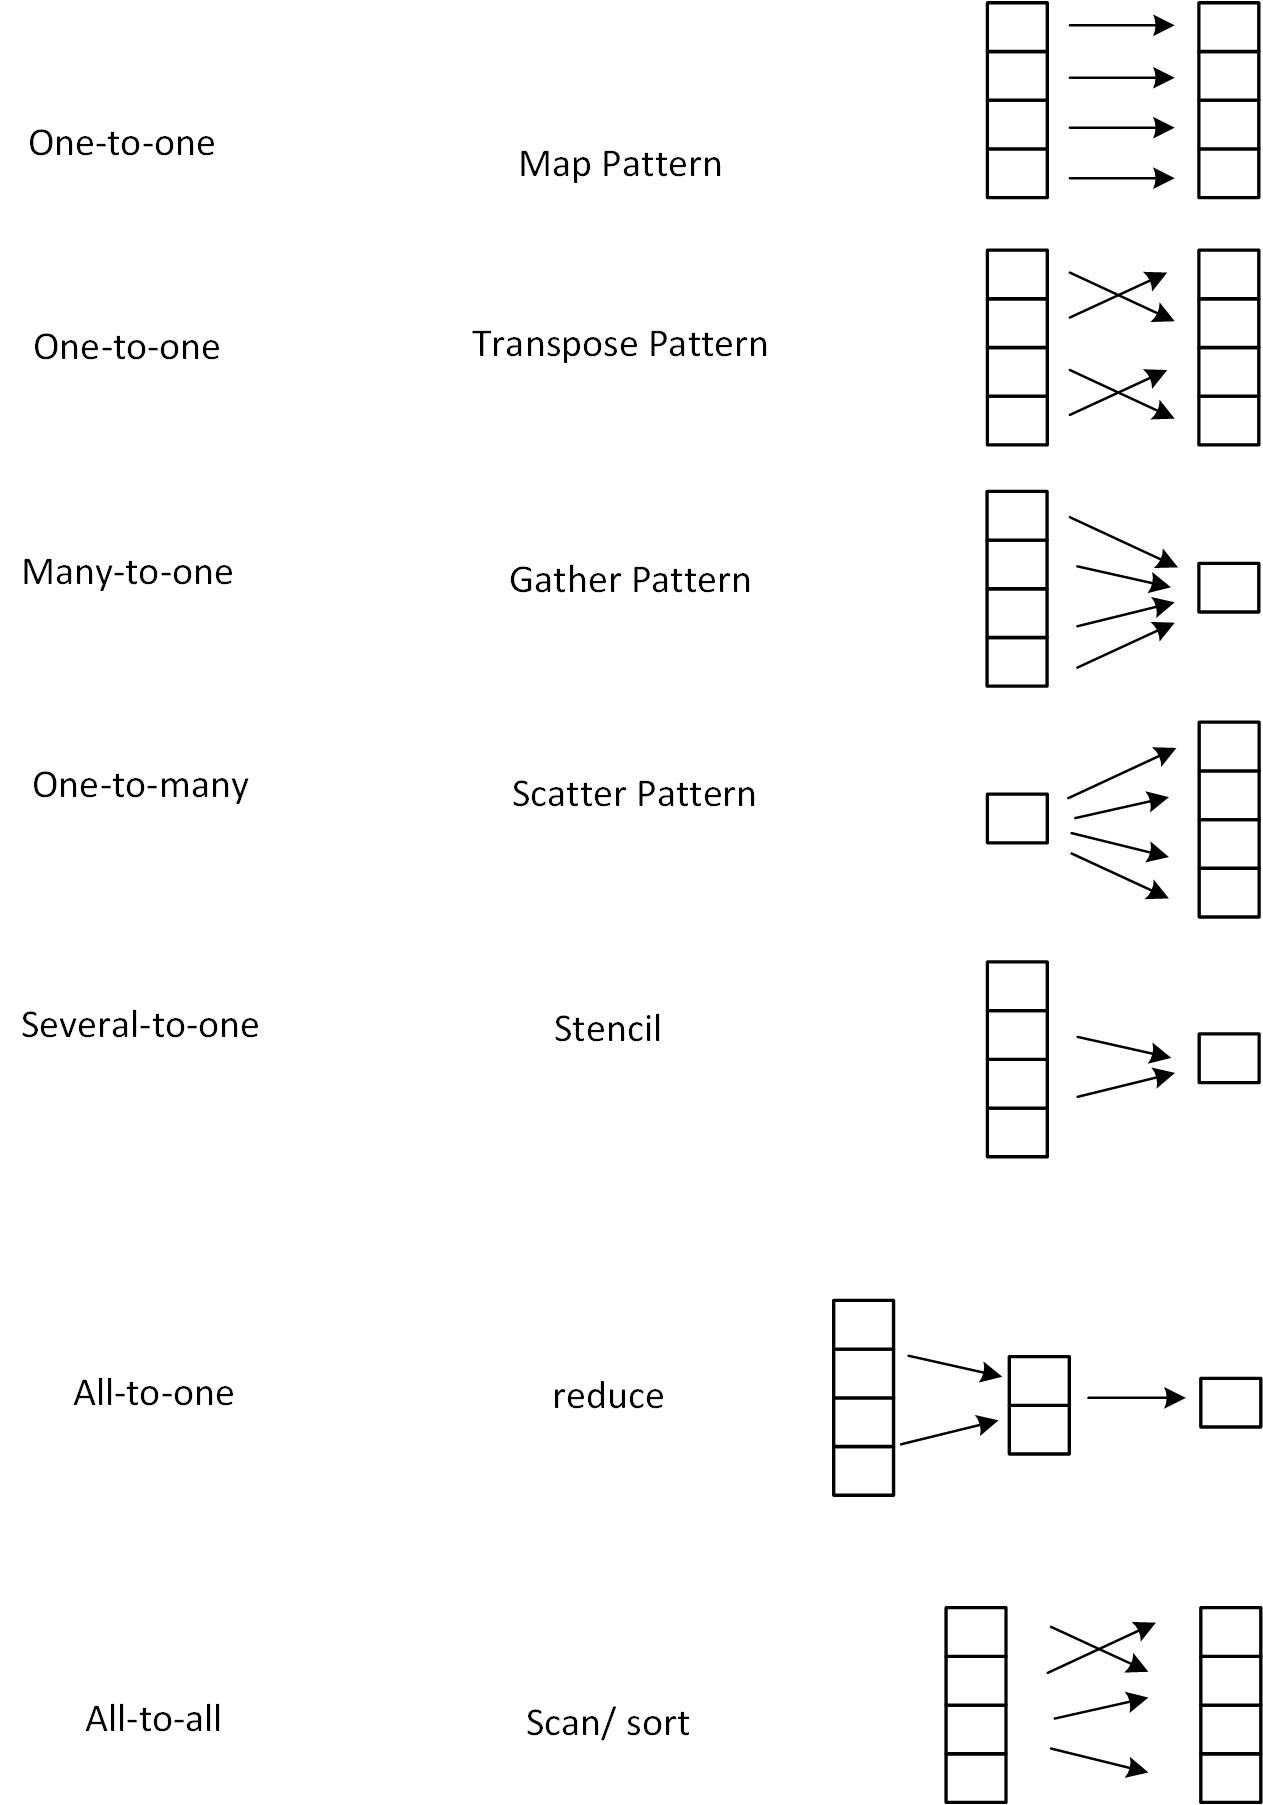 One-to-one
Map Pattern
One-to-one
Transpose Pattern
Many-to-one
Gather Pattern
One-to-many
Scatter Pattern
Several-to-one
Stencil
All-to-one
reduce
All-to-all
Scan/ sort